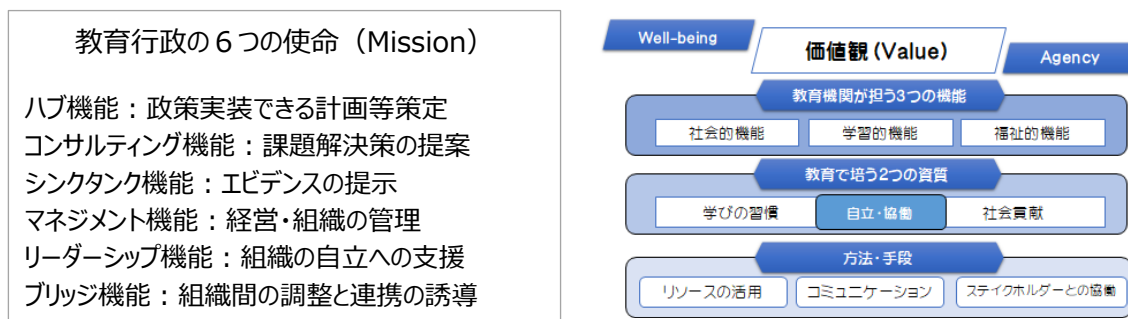 教育行政の６つの使命（Mission）
ハブ機能：政策実装できる計画等策定
コンサルティング機能：課題解決策の提案
シンクタンク機能：エビデンスの提示
マネジメント機能：経営・組織の管理
リーダーシップ機能：組織の自立への支援
ブリッジ機能：組織間の調整と連携の誘導
Well-being
価値観(Value)
Agency
教育機関が担う3つの機能
社会的機能
学習的機能
福祉的機能
教育で培う2つの資質
学びの習慣
自立・協働
社会貢献
方法・手段
リソースの活用
コミュニケーション
ステイクホルダーとの協働